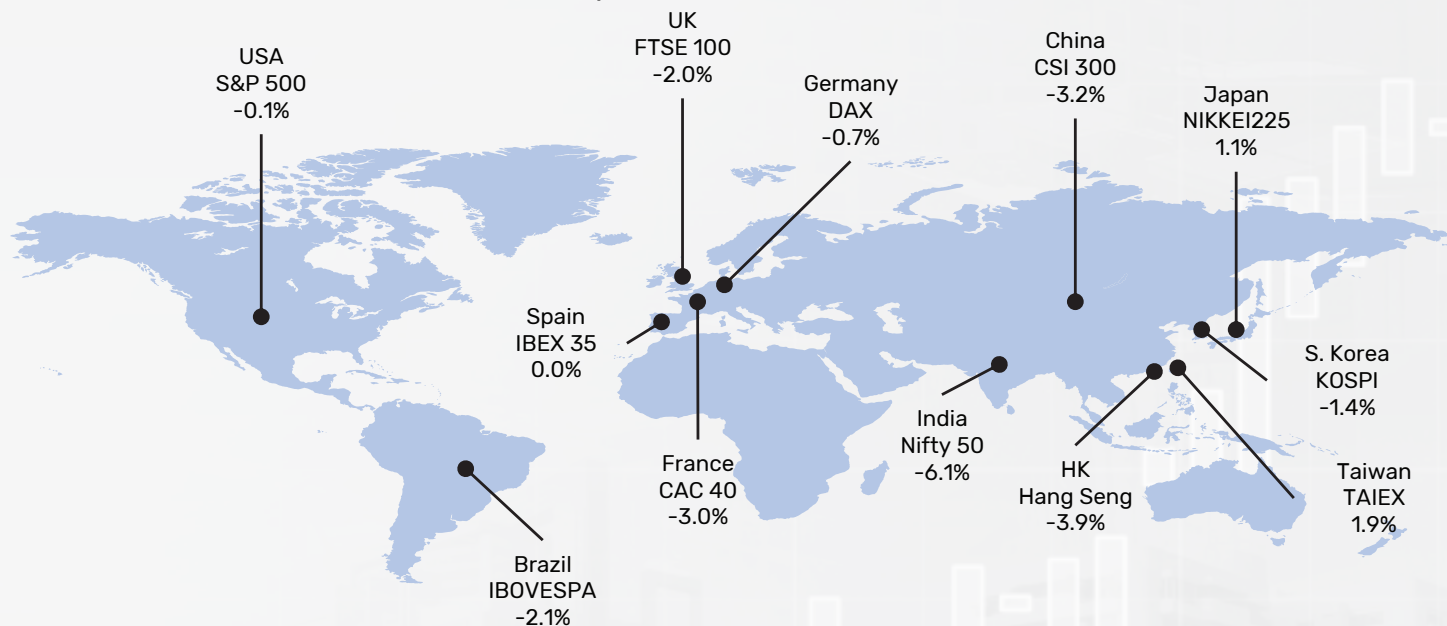 USA
S&P 500
-0.1%
UK
FTSE 100
-2.0%
Germany
DAX
-0.7%
China
CSI 300
-3.2%
Japan
NIKKEI225
1.1%
Spain
IBEX 35
0.0%
France
CAC 40
-3.0%
India
Nifty 50
-6.1%
HK
Hang Seng
-3.9%
S. Korea
KOSPI
-1.4%
Taiwan
TAIEX
1.9%
Brazil
IBOVESPA
-2.1%